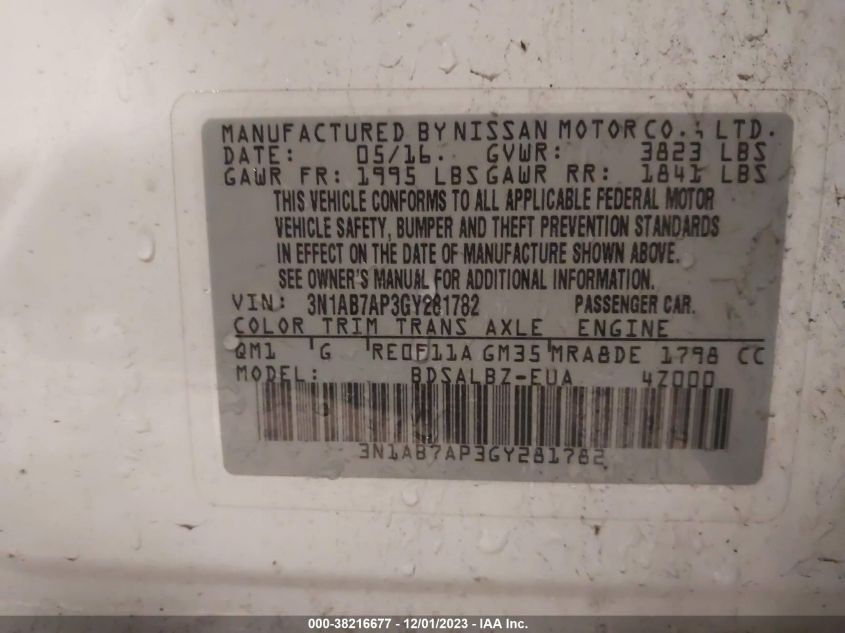 MANUFACTURED BY NISSAN MOTOR CO., LTD.
DATE: 05/16. GVWR: 3823 LBS
GAWR FR: 1995 LBS GAWR RR: 1841 LBS
THIS VEHICLE CONFORMS TO ALL APPLICABLE FEDERAL MOTOR
VEHICLE SAFETY, BUMPER AND THEFT PREVENTION STANDARDS
IN EFFECT ON THE DATE OF MANUFACTURE SHOWN ABOVE.
SEE OWNER'S MANUAL FOR ADDITIONAL INFORMATION.
VIN: 3N1AB7AP3GY281782 PASSENGER CAR.
COLOR TRIM TRANS AXLE ENGINE
QM1 G RE0F11A GM35 MRA8DE 1798 CC
MODEL: BDSALBZ-EUA 4Z000
3N1AB7AP3GY281782
000-38216677 - 12/01/2023 - IAA Inc.